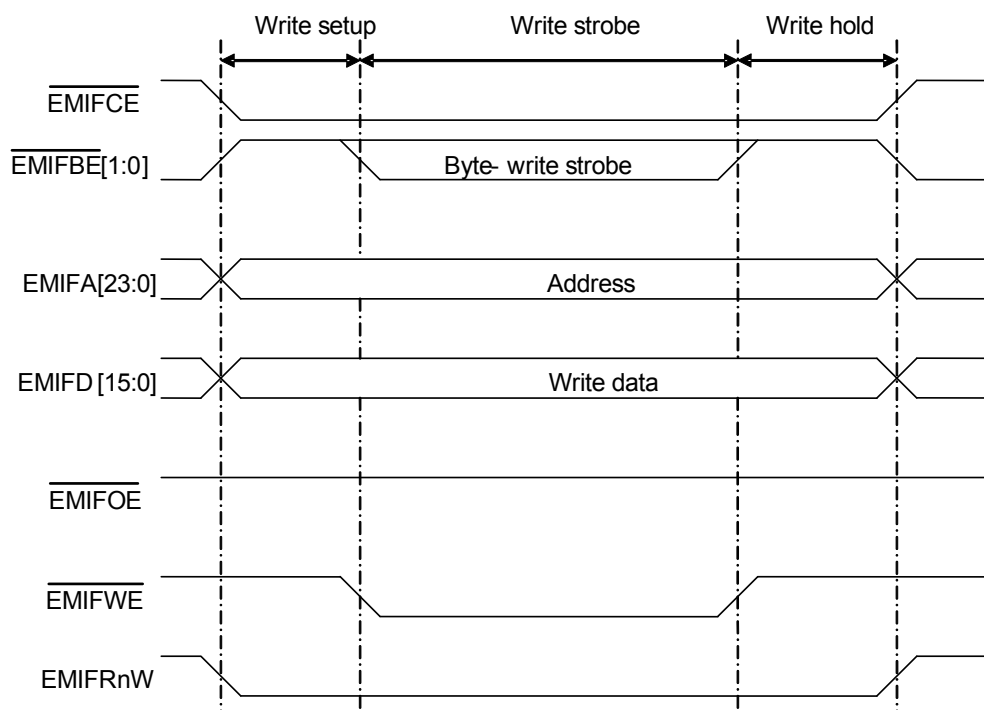 Write setup Write strobe Write hold
EMIFCE
EMIFBE[1:0] Byte- write strobe
EMIFA[23:0] Address
EMIFD [15:0] Write data
EMIFOE
EMIFWE
EMIFRnW